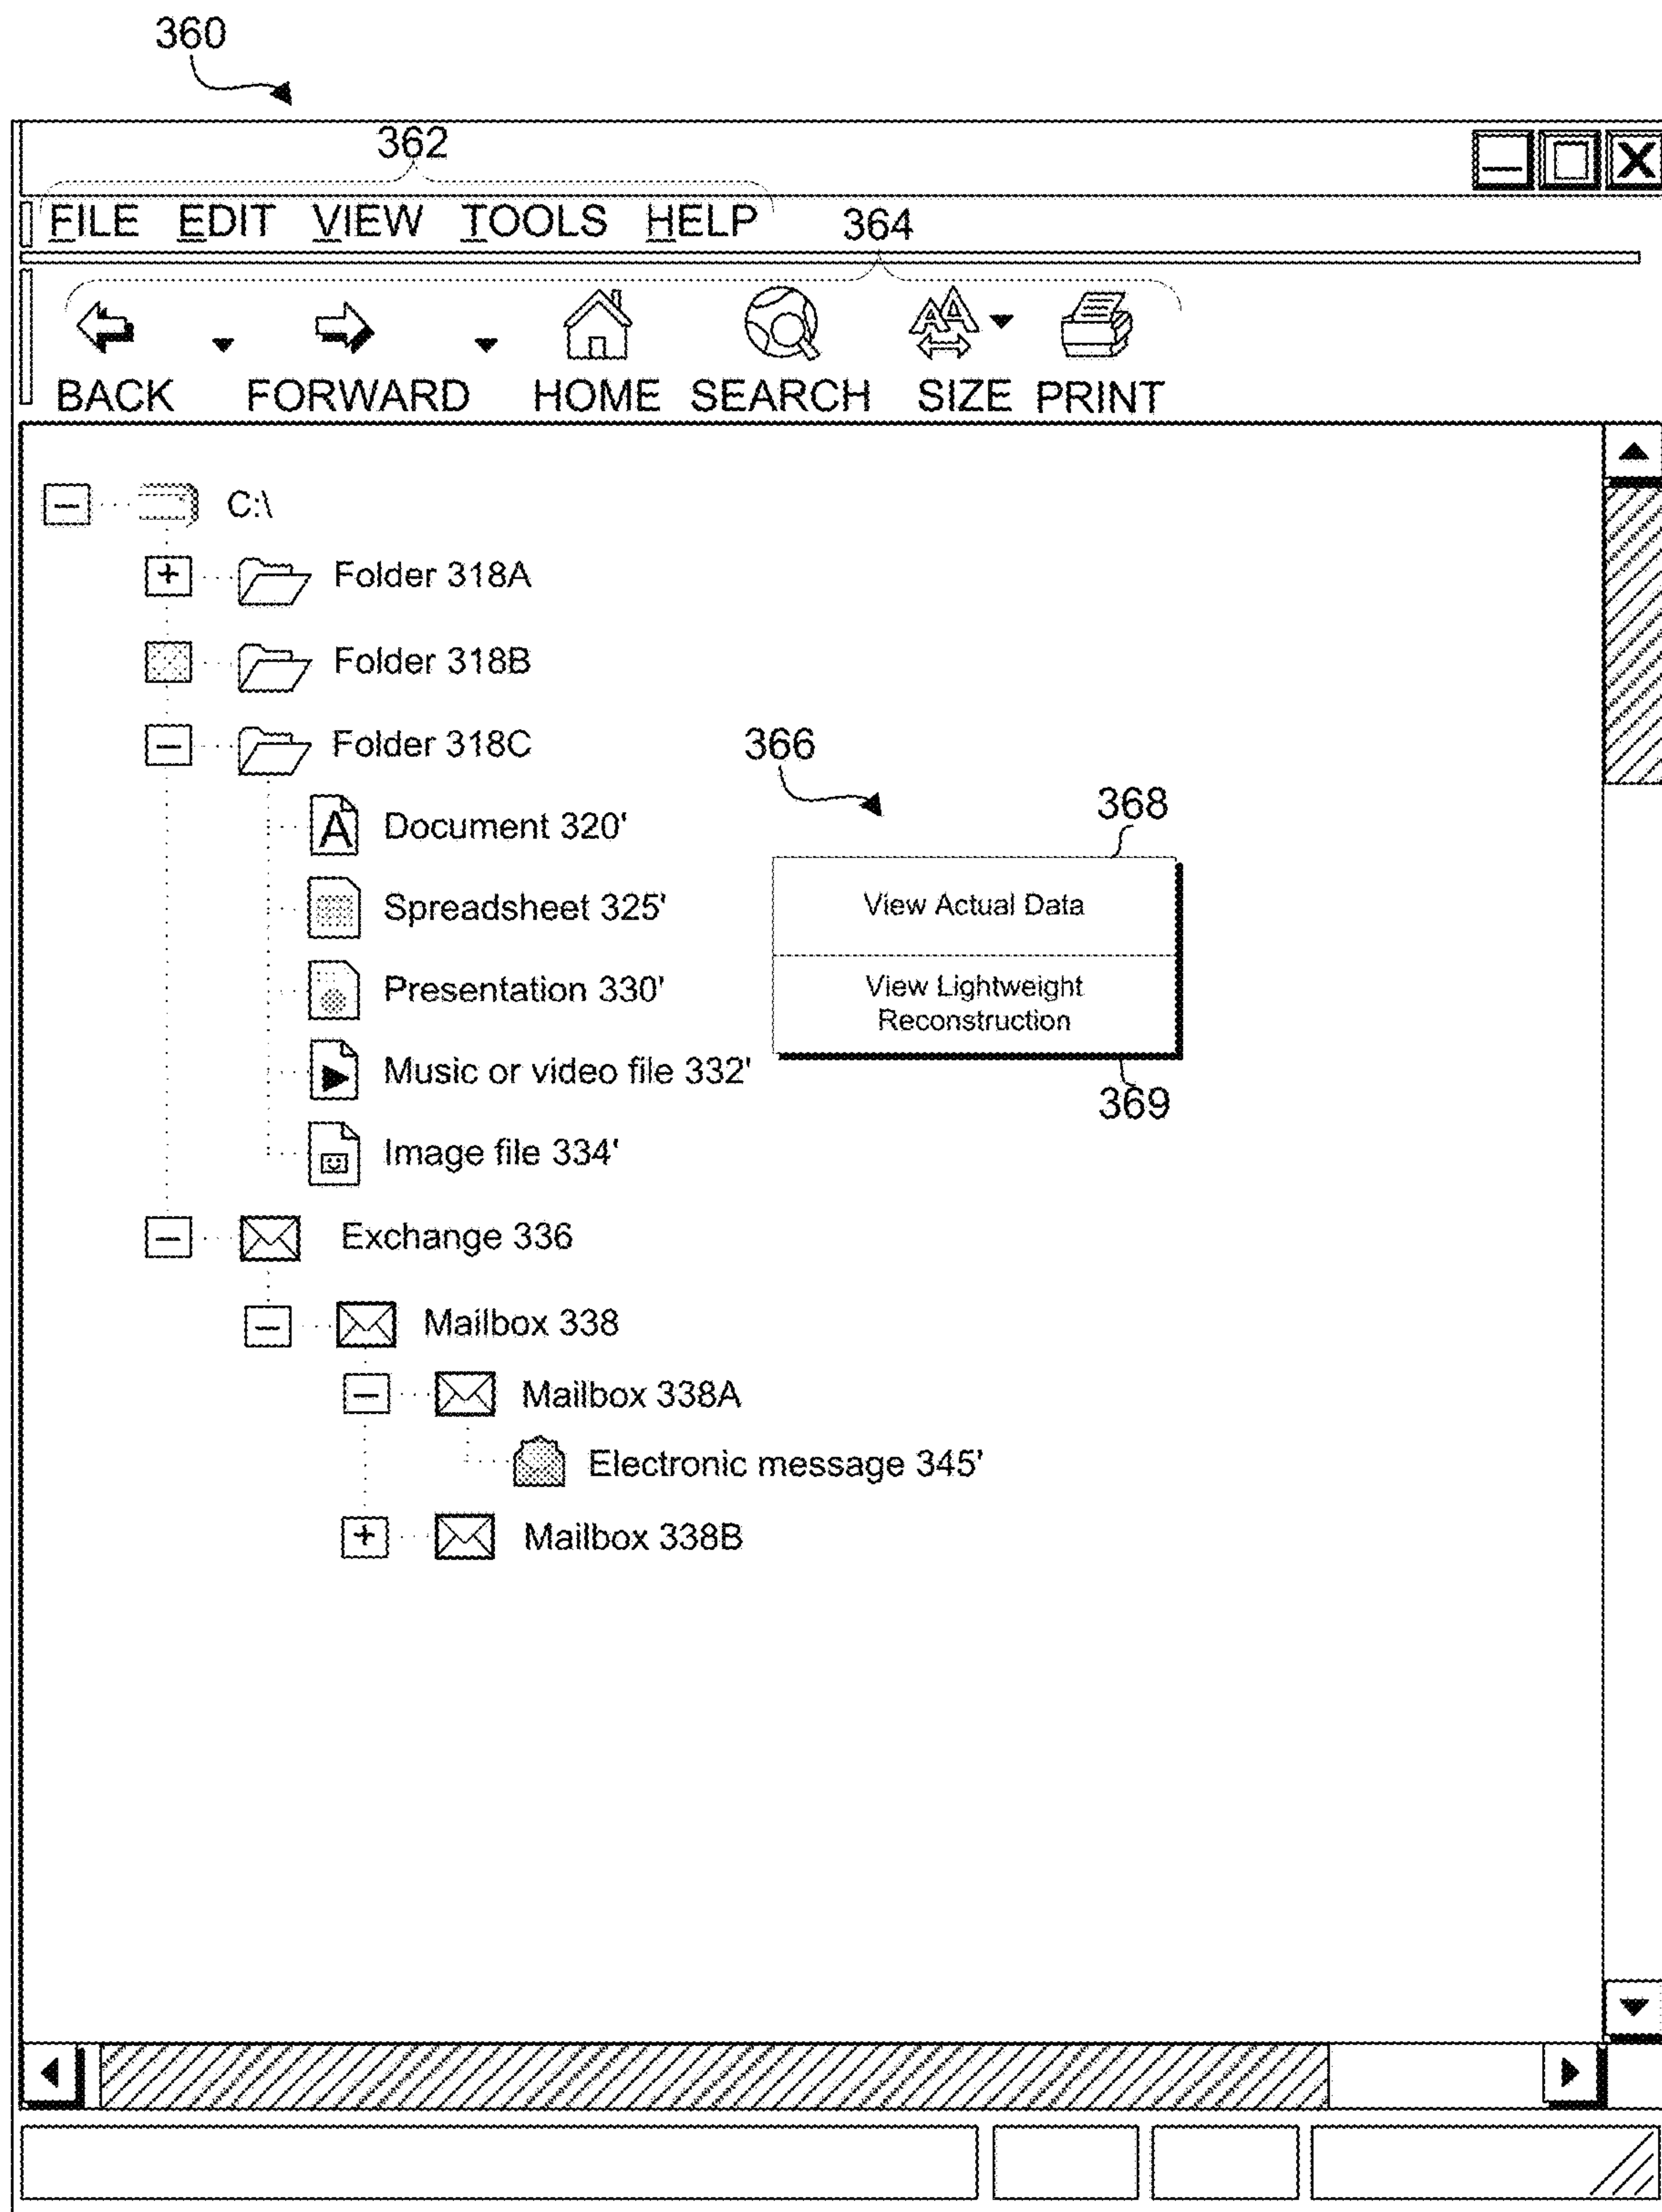 360
362
FILE EDIT VIEW TOOLS HELP 364
BACK FORWARD HOME SEARCH SIZE PRINT
C:\
Folder 318A
Folder 318B
Folder 318C
366
368
Document 320'
Spreadsheet 325'
View Actual Data
Presentation 330'
View Lightweight
Reconstruction
Music or video file 332'
369
Image file 334'
Exchange 336
Mailbox 338
Mailbox 338A
Electronic message 345'
Mailbox 338B